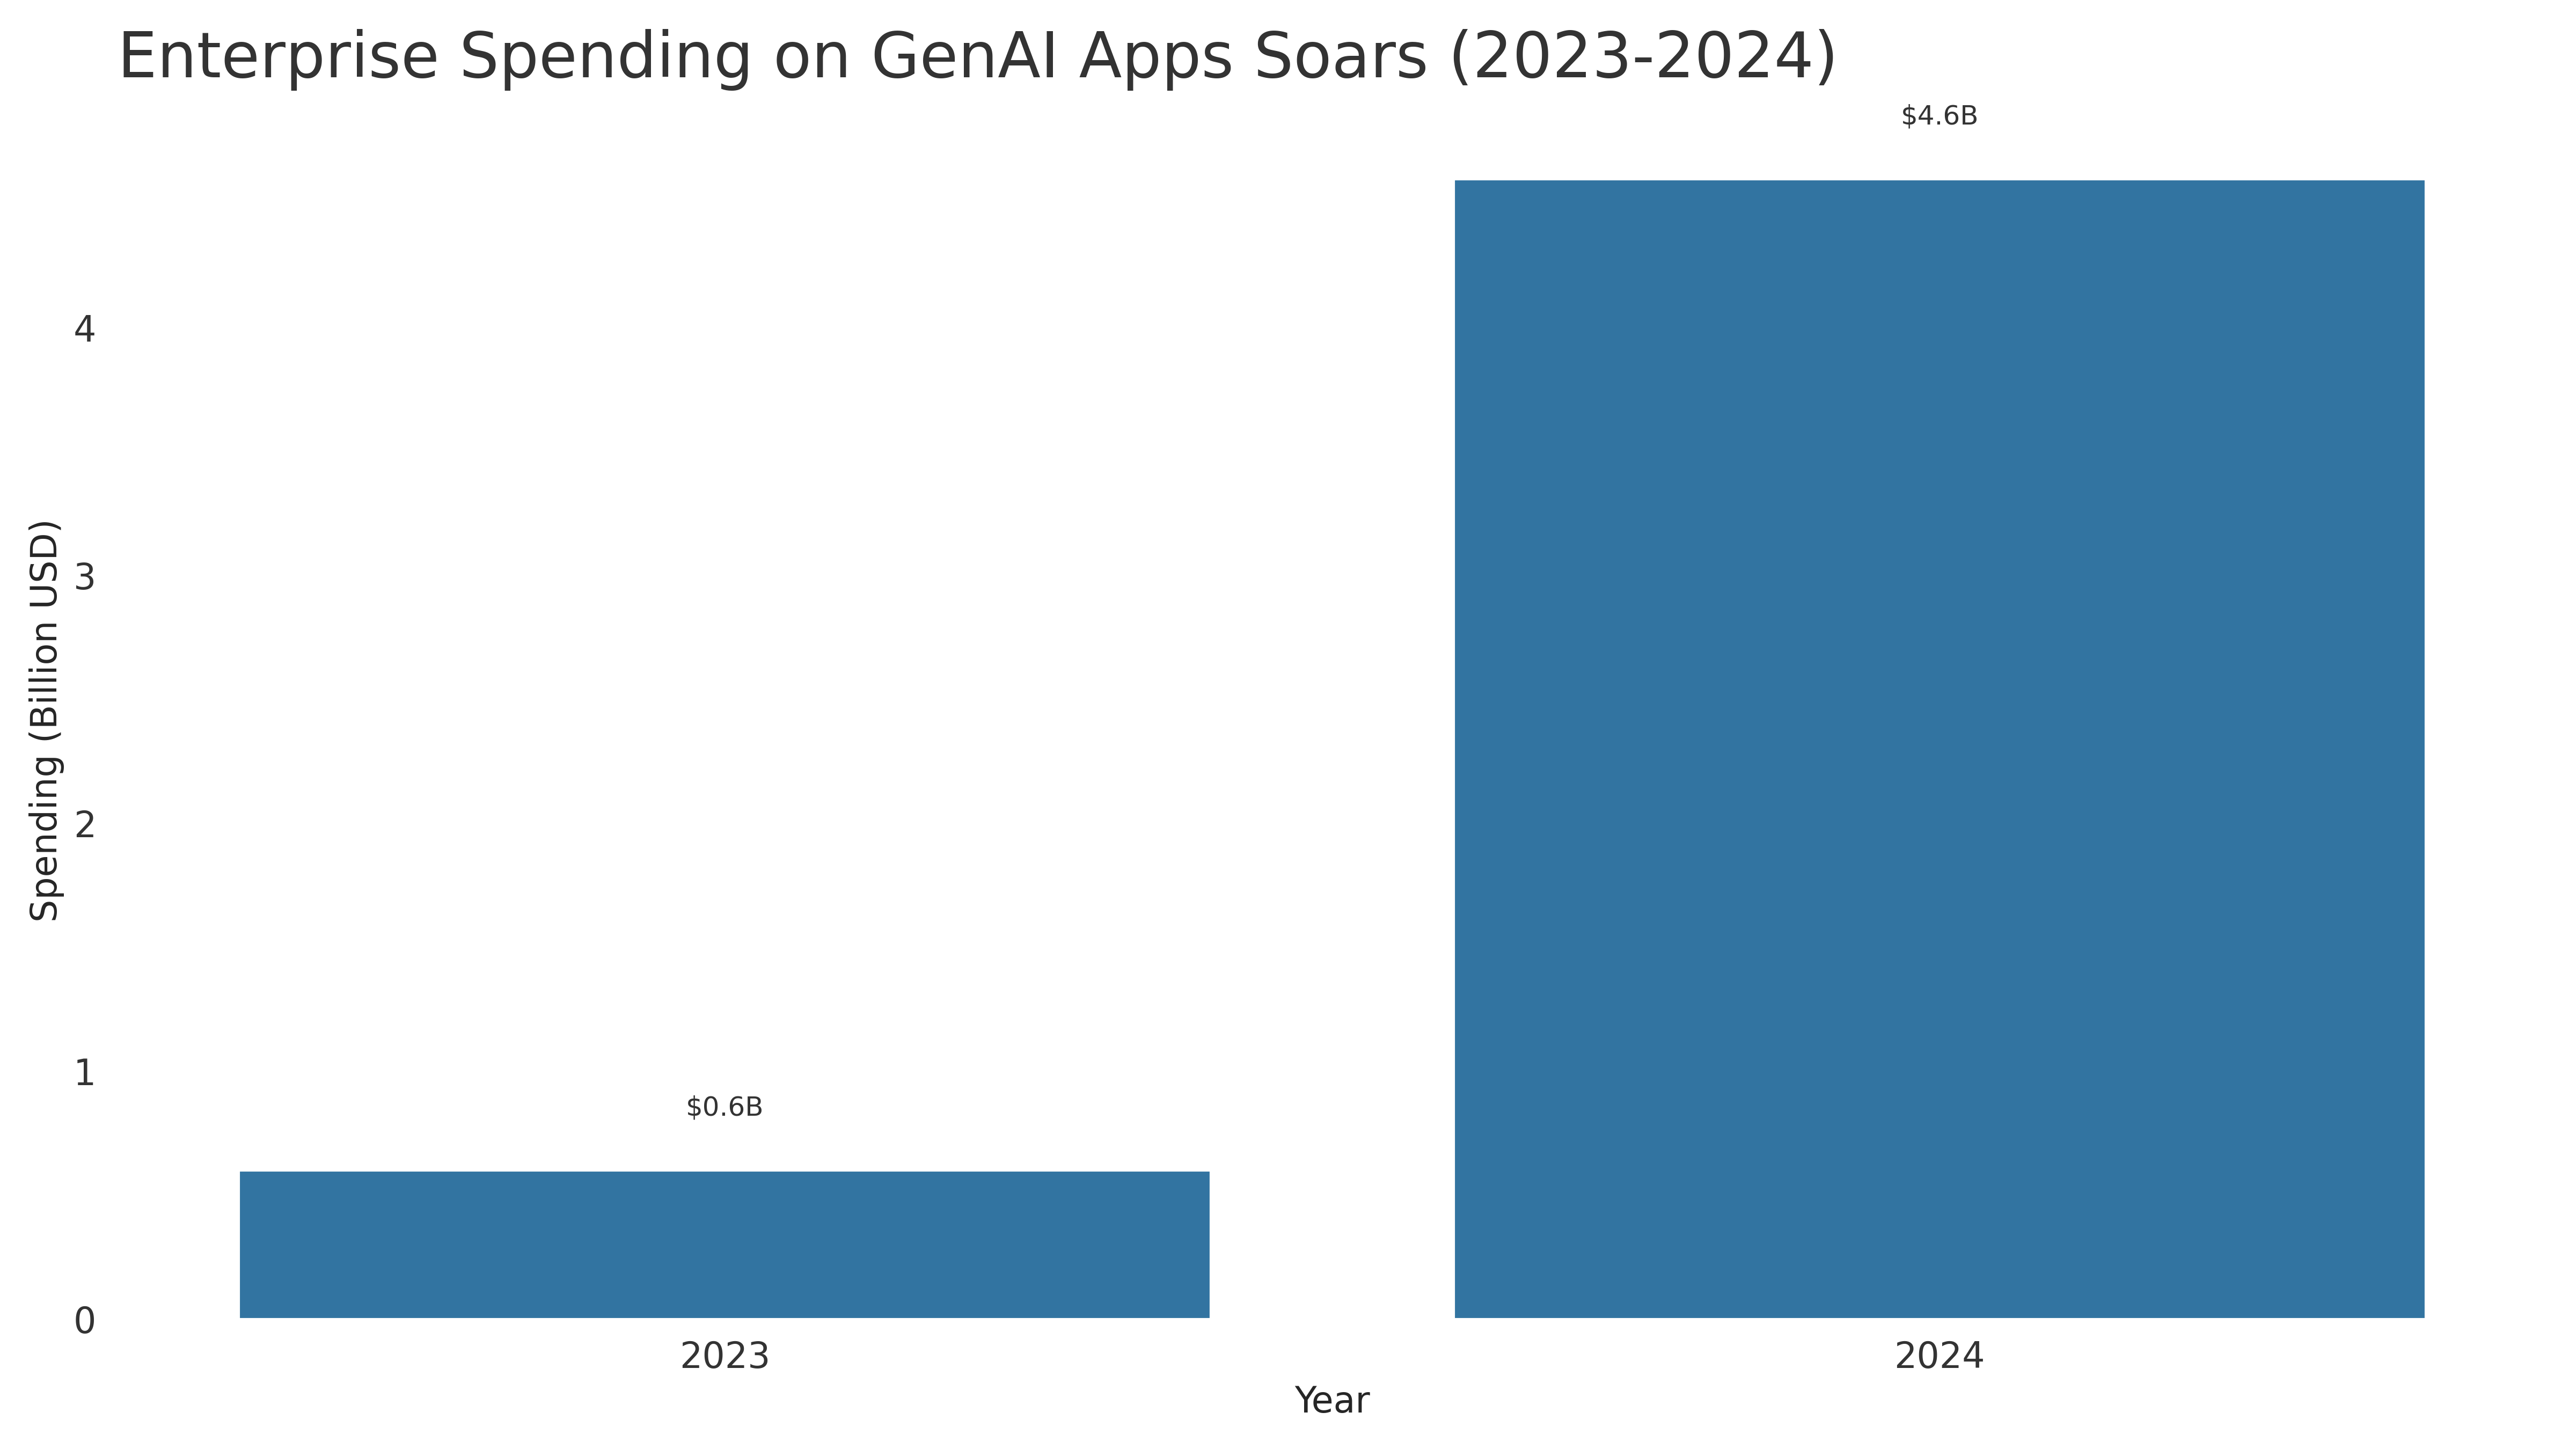 Enterprise Spending on GenAI Apps Soars (2023-2024)
$4.6B
4
3
Spending (Billion USD)
2
1
$0.6B
0
2023
2024
Year